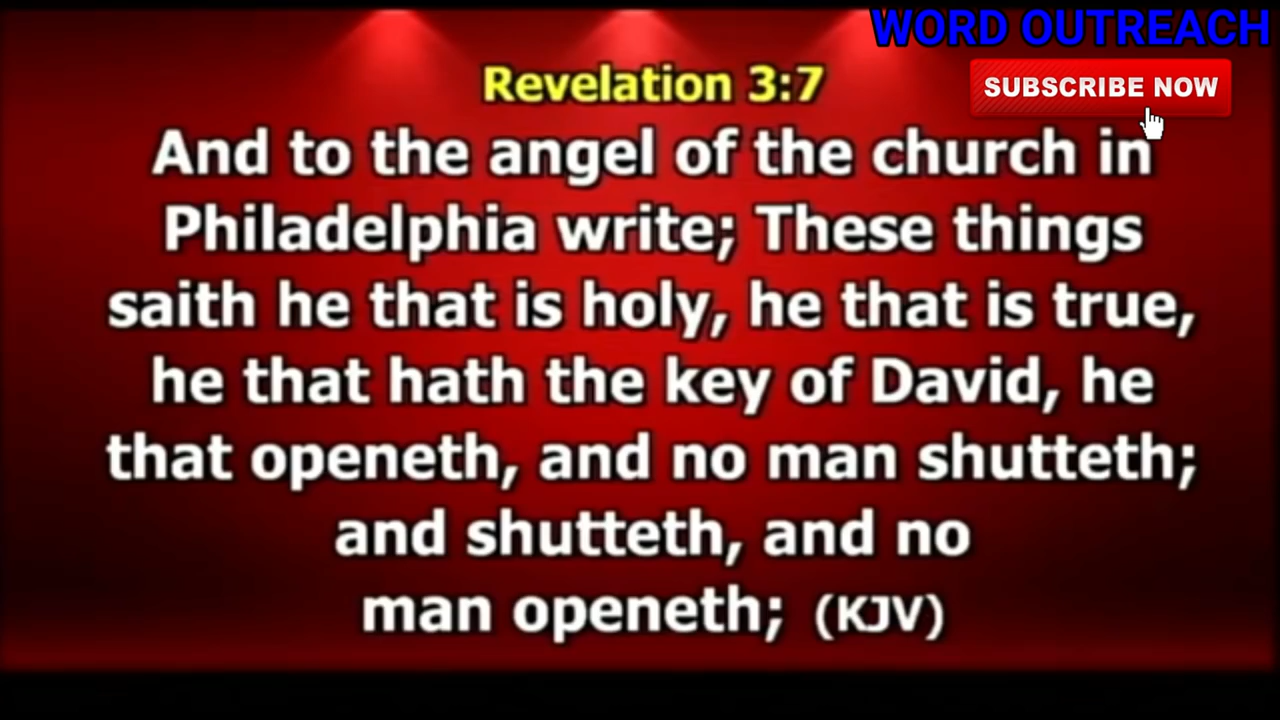 WORD OUTREACH
SUBSCRIBE NOW
Revelation 3:7
And to the angel of the church in
Philadelphia write; These things
saith he that is holy, he that is true,
he that hath the key of David, he
that openeth, and no man shutteth;
and shutteth, and no
man openeth; (KJV)